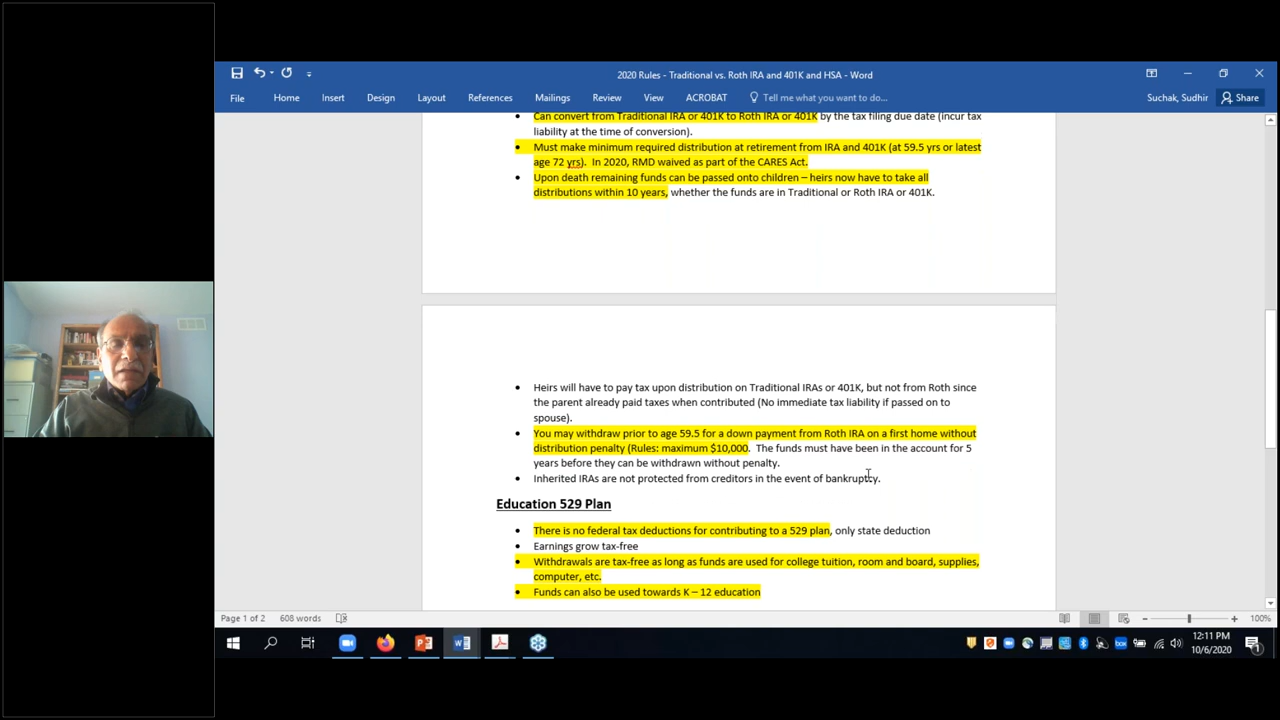 2020 Rules - Traditional vs. Roth IRA and 401K and HSA - Word
File Home Insert Design Layout References Mailings Review View ACROBAT Tell me what you want to do... Suchak, Sudhir Share
Can convert from Traditional IRA or 401K to Roth IRA or 401K by the tax filing due date (incur tax
liability at the time of conversion).
• Must make minimum required distribution at retirement from IRA and 401K (at 59.5 yrs or latest
age 72 yrs). In 2020, RMD waived as part of the CARES Act.
• Upon death remaining funds can be passed onto children – heirs now have to take all
distributions within 10 years, whether the funds are in Traditional or Roth IRA or 401K.
• Heirs will have to pay tax upon distribution on Traditional IRAs or 401K, but not from Roth since
the parent already paid taxes when contributed (No immediate tax liability if passed on to
spouse).
• You may withdraw prior to age 59.5 for a down payment from Roth IRA on a first home without
distribution penalty (Rules: maximum $10,000. The funds must have been in the account for 5
years before they can be withdrawn without penalty.
• Inherited IRAs are not protected from creditors in the event of bankruptcy.
Education 529 Plan
• There is no federal tax deductions for contributing to a 529 plan, only state deduction
• Earnings grow tax-free
• Withdrawals are tax-free as long as funds are used for college tuition, room and board, supplies,
computer, etc.
• Funds can also be used towards K – 12 education
Page 1 of 2 608 words 100%
12:11 PM
10/6/2020